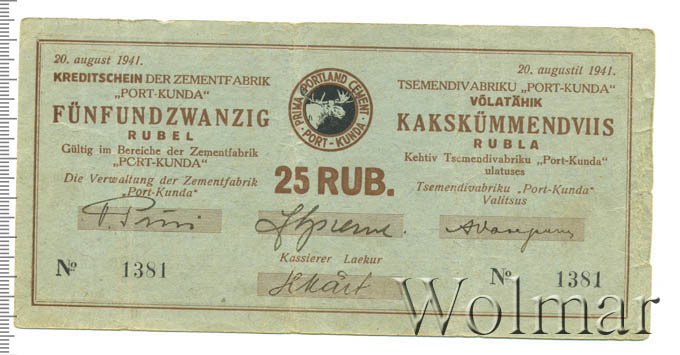 20. august 1941.
KREDITSCHEIN DER ZEMENTFABRIK
„PORT-KUNDA“
FÜNFUNDZWANZIG
RUBEL
Gültig im Bereiche der Zementfabrik
„PORT-KUNDA“
Die Verwaltung der Zementfabrik
„Port-Kunda“
PRIMA PORTLAND CEMENT
·PORT-KUNDA·
25 RUB.
20. augustil 1941.
TSEMENDIVABRIKU „PORT-KUNDA“
VÕLATÄHIK
KAKSKÜMMENDVIIS
RUBLA
Kehtiv Tsemendivabriku „Port-Kunda“
ulatuses
Tsemendivabriku „Port-Kunda“
Valitsus
Kassierer Laekur
№ 1381
№ 1381
Wolmar